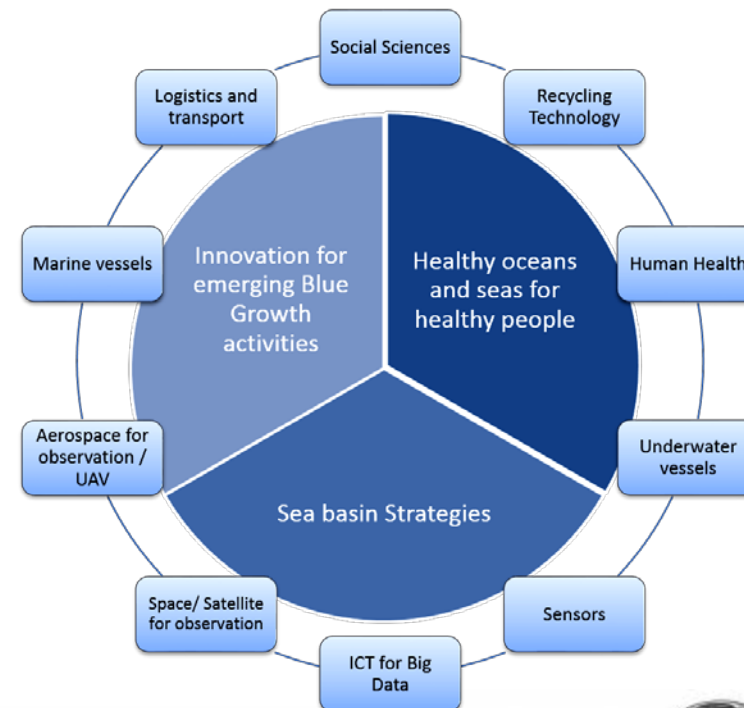 Social Sciences
Logistics and
transport
Recycling
Technology
Marine vessels
Innovation for
emerging Blue
Growth
activities
Healthy oceans
and seas for
healthy people
Human Health
Aerospace for
observation /
UAV
Underwater
vessels
Sea basin Strategies
Space/ Satellite
for observation
Sensors
ICT for Big
Data